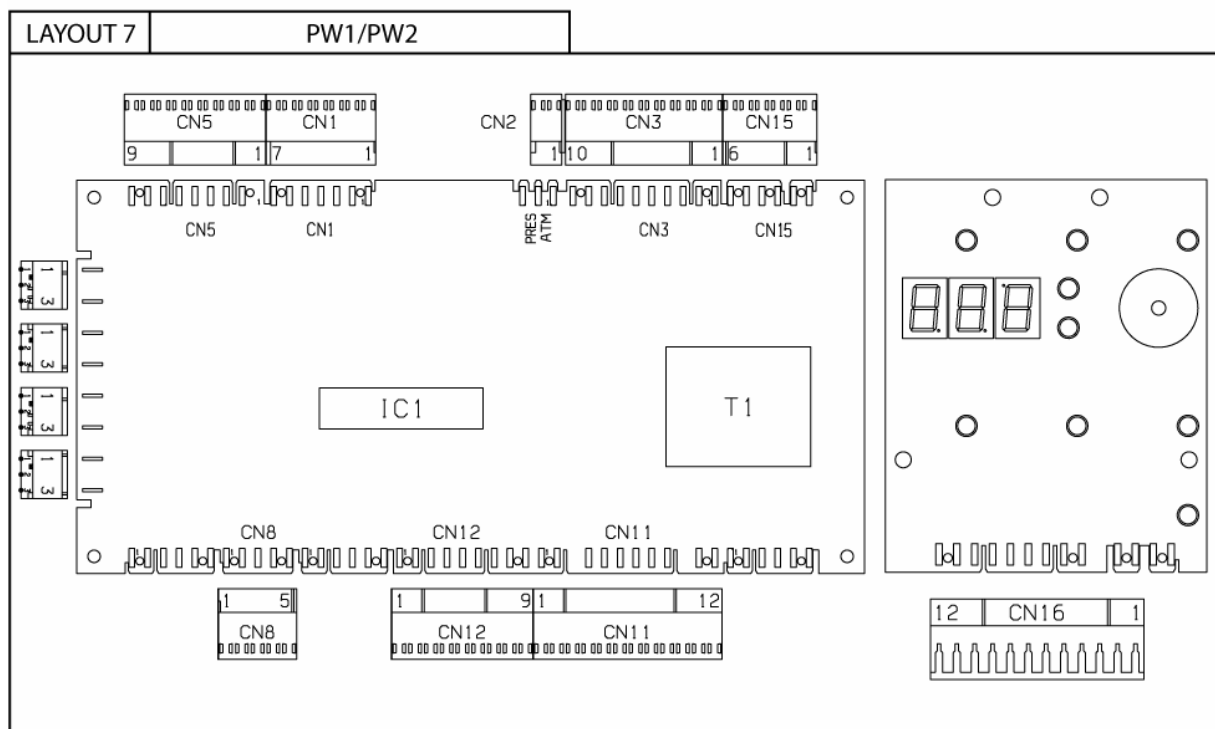 LAYOUT 7 PW1/PW2
CN5 CN1 CN2 CN3 CN15
9 1 7 1 1 10 1 6 1
CN5 CN1 PRES ATM CN3 CN15
1 3
1 3
1 3
1 3
IC1 T1
CN8 CN12 CN11
1 5 1 9 1 12
CN8 CN12 CN11
12 CN16 1